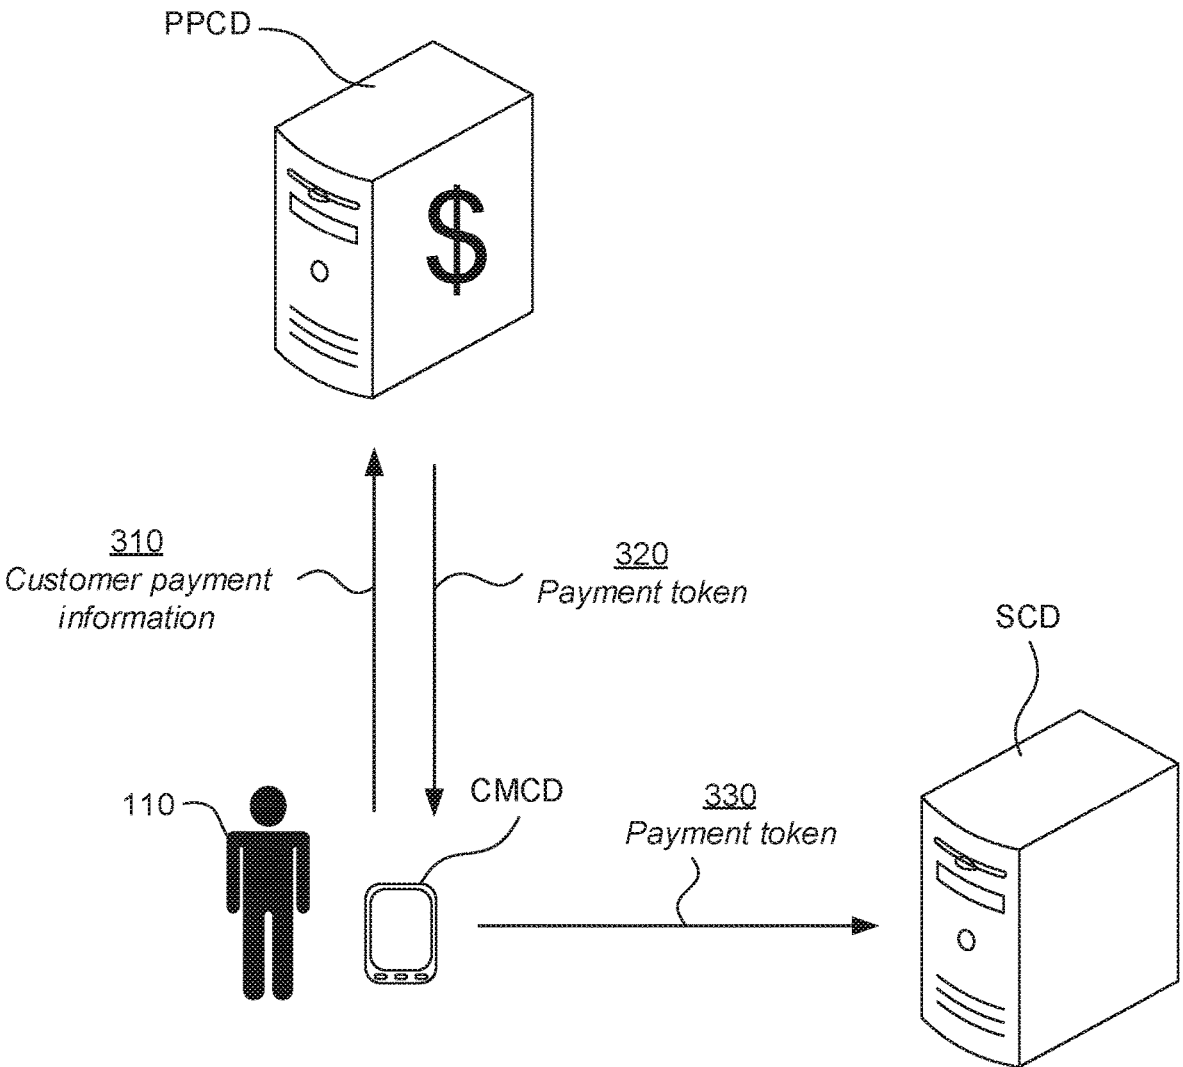 PPCD
$
310
Customer payment
information
320
Payment token
SCD
110
CMCD
330
Payment token